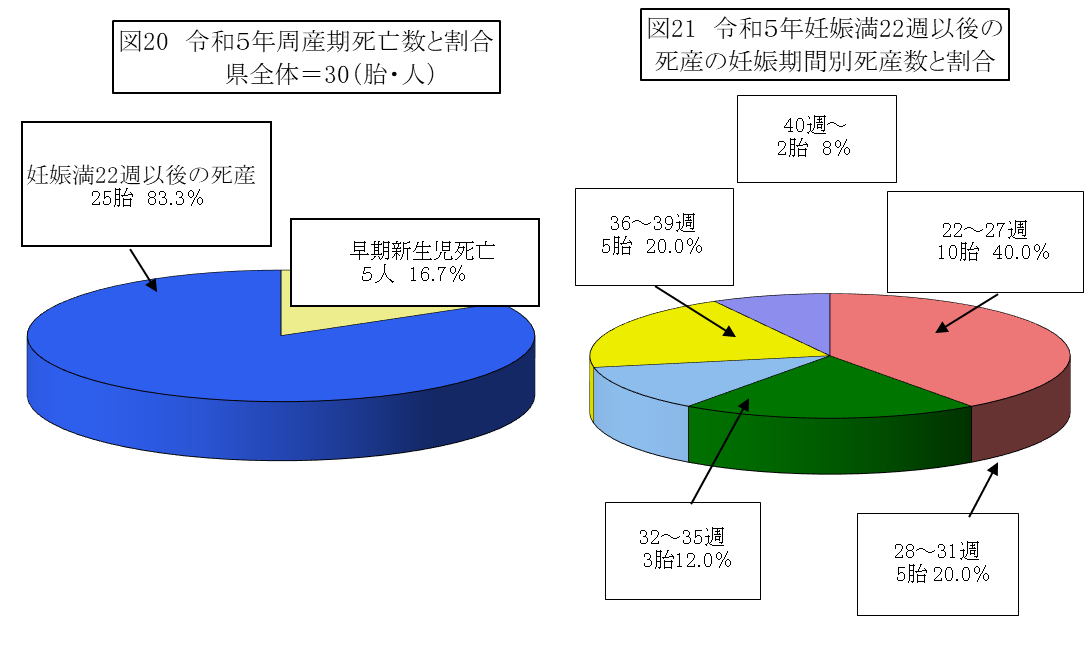 図20　令和5年周産期死亡数と割合
県全体＝30（胎・人）
妊娠満22週以後の死産
25胎　83.3％
早期新生児死亡
5人　16.7％
図21　令和5年妊娠満22週以後の
死産の妊娠期間別死産数と割合
40週～
2胎　8％
36～39週
5胎　20.0％
22～27週
10胎　40.0％
32～35週
3胎12.0％
28～31週
5胎 20.0％